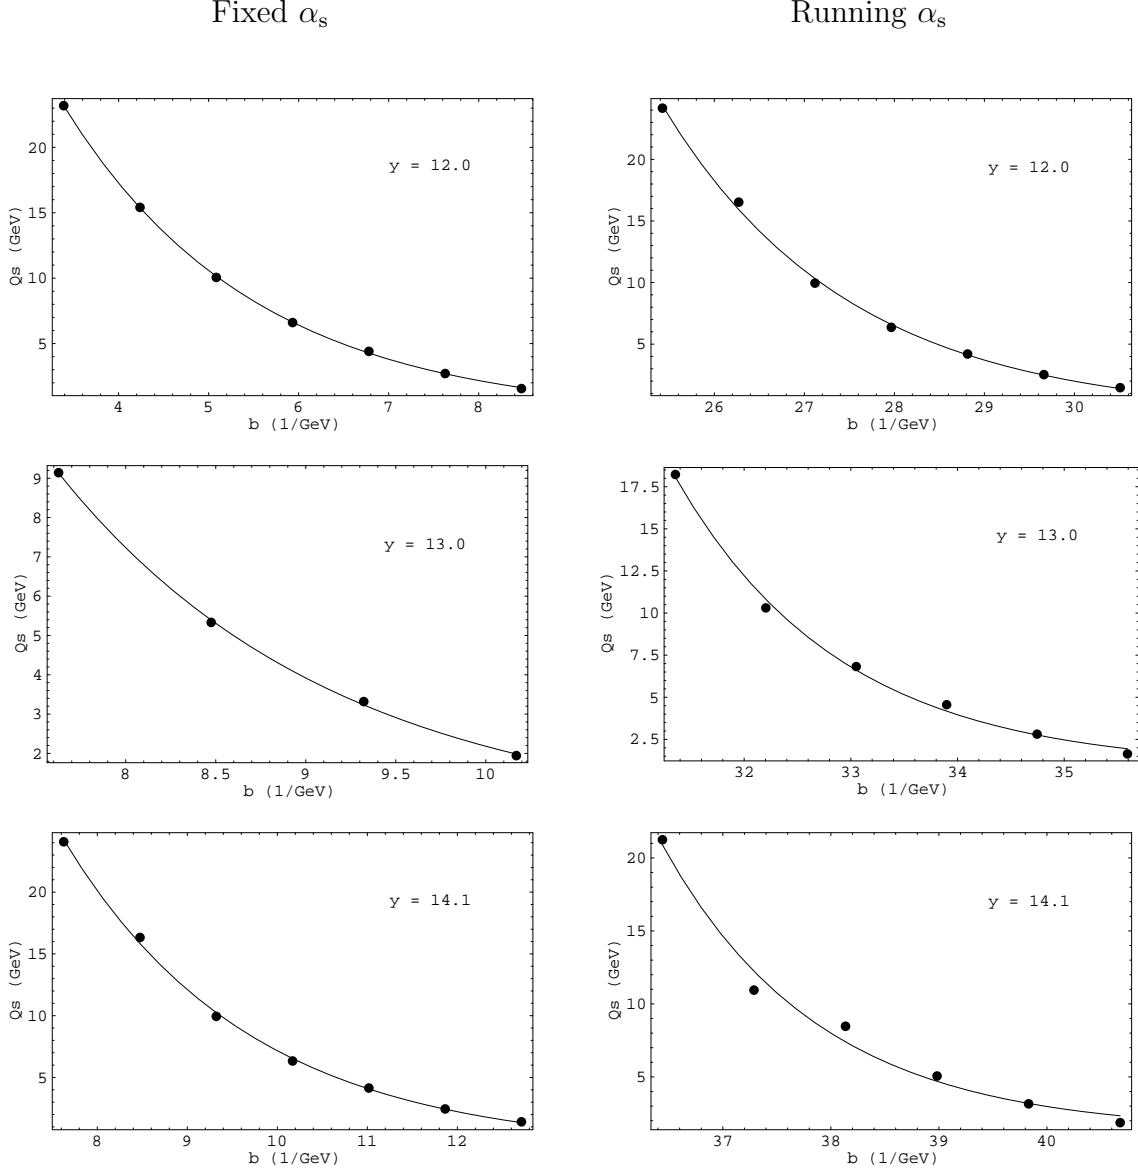 Fixed αs
Running αs
Qs (GeV)
20
15
10
5
y = 12.0
4 5 6 7 8
b (1/GeV)
Qs (GeV)
20
15
10
5
y = 12.0
26 27 28 29 30
b (1/GeV)
Qs (GeV)
9
8
7
6
5
4
3
2
y = 13.0
8 8.5 9 9.5 10
b (1/GeV)
Qs (GeV)
17.5
15
12.5
10
7.5
5
2.5
y = 13.0
32 33 34 35
b (1/GeV)
Qs (GeV)
20
15
10
5
y = 14.1
8 9 10 11 12
b (1/GeV)
Qs (GeV)
20
15
10
5
y = 14.1
37 38 39 40
b (1/GeV)